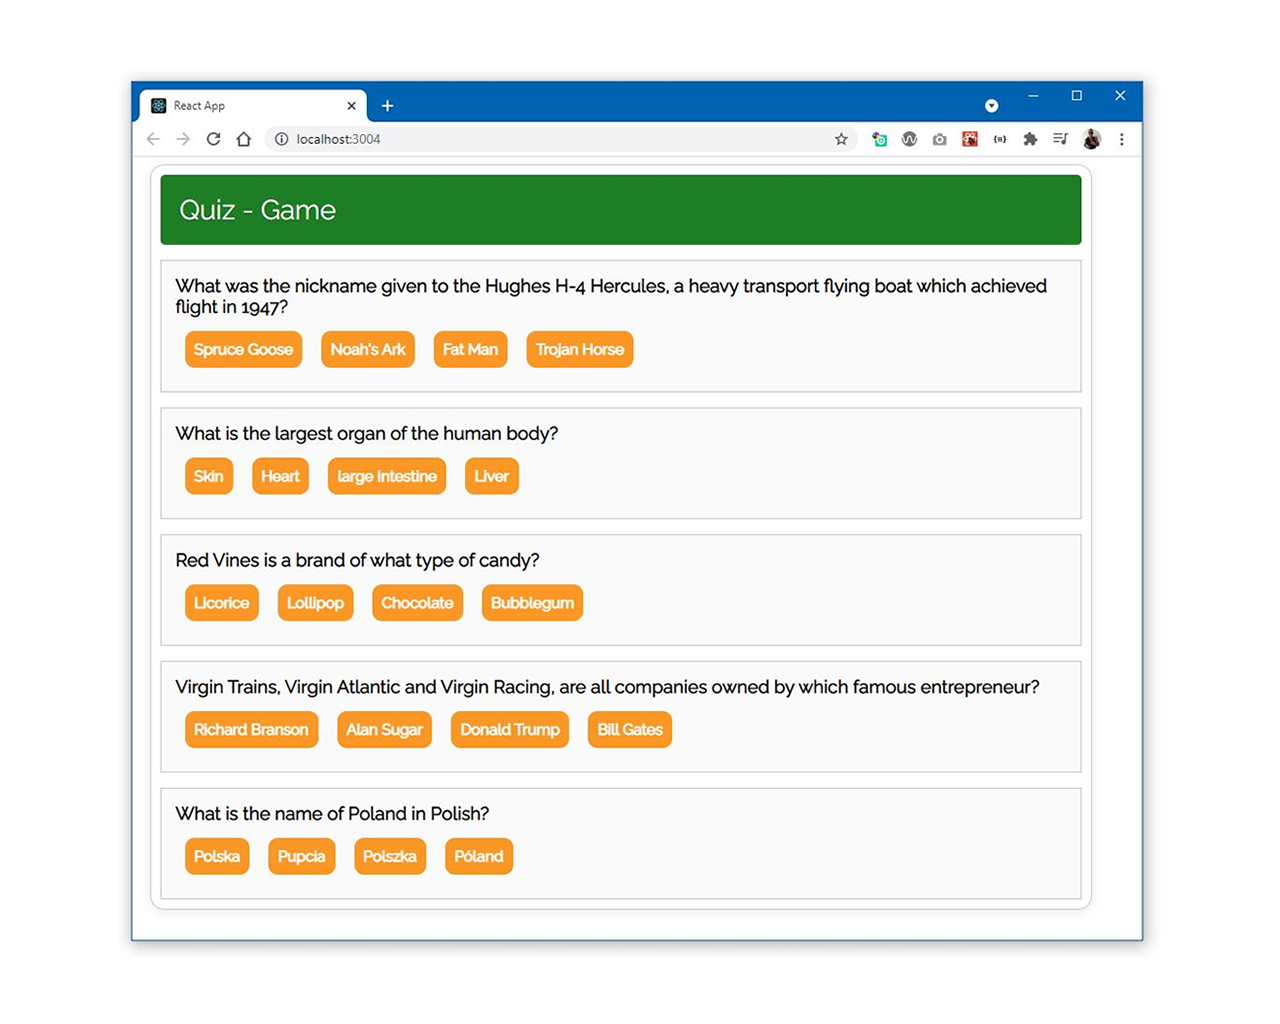 React App
localhost:3004
Quiz - Game
What was the nickname given to the Hughes H-4 Hercules, a heavy transport flying boat which achieved
flight in 1947?
Spruce Goose Noah's Ark Fat Man Trojan Horse
What is the largest organ of the human body?
Skin Heart large Intestine Liver
Red Vines is a brand of what type of candy?
Licorice Lollipop Chocolate Bubblegum
Virgin Trains, Virgin Atlantic and Virgin Racing, are all companies owned by which famous entrepreneur?
Richard Branson Alan Sugar Donald Trump Bill Gates
What is the name of Poland in Polish?
Polska Pupcia Polszka Póland